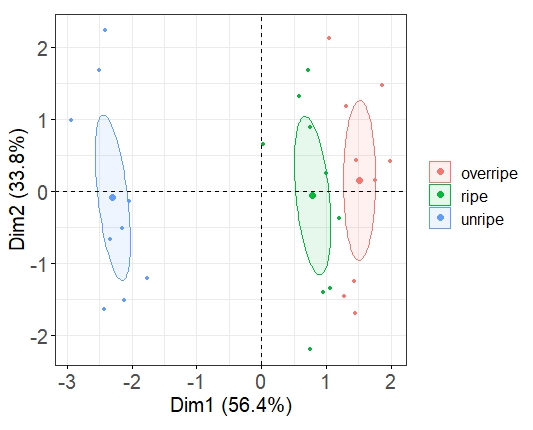 2
1
0
-1
-2
Dim2 (33.8%)
-3
-2
-1
0
1
2
Dim1 (56.4%)
overripe
ripe
unripe